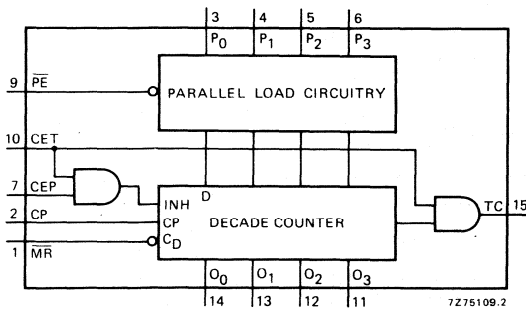 3 4 5 6
P0 P1 P2 P3
9 PE
PARALLEL LOAD CIRCUITRY
10 CET
7 CEP
D
INH
2 CP
CP
DECADE COUNTER
CD
1 MR
TC 15
O0 O1 O2 O3
14 13 12 11
7Z75109.2